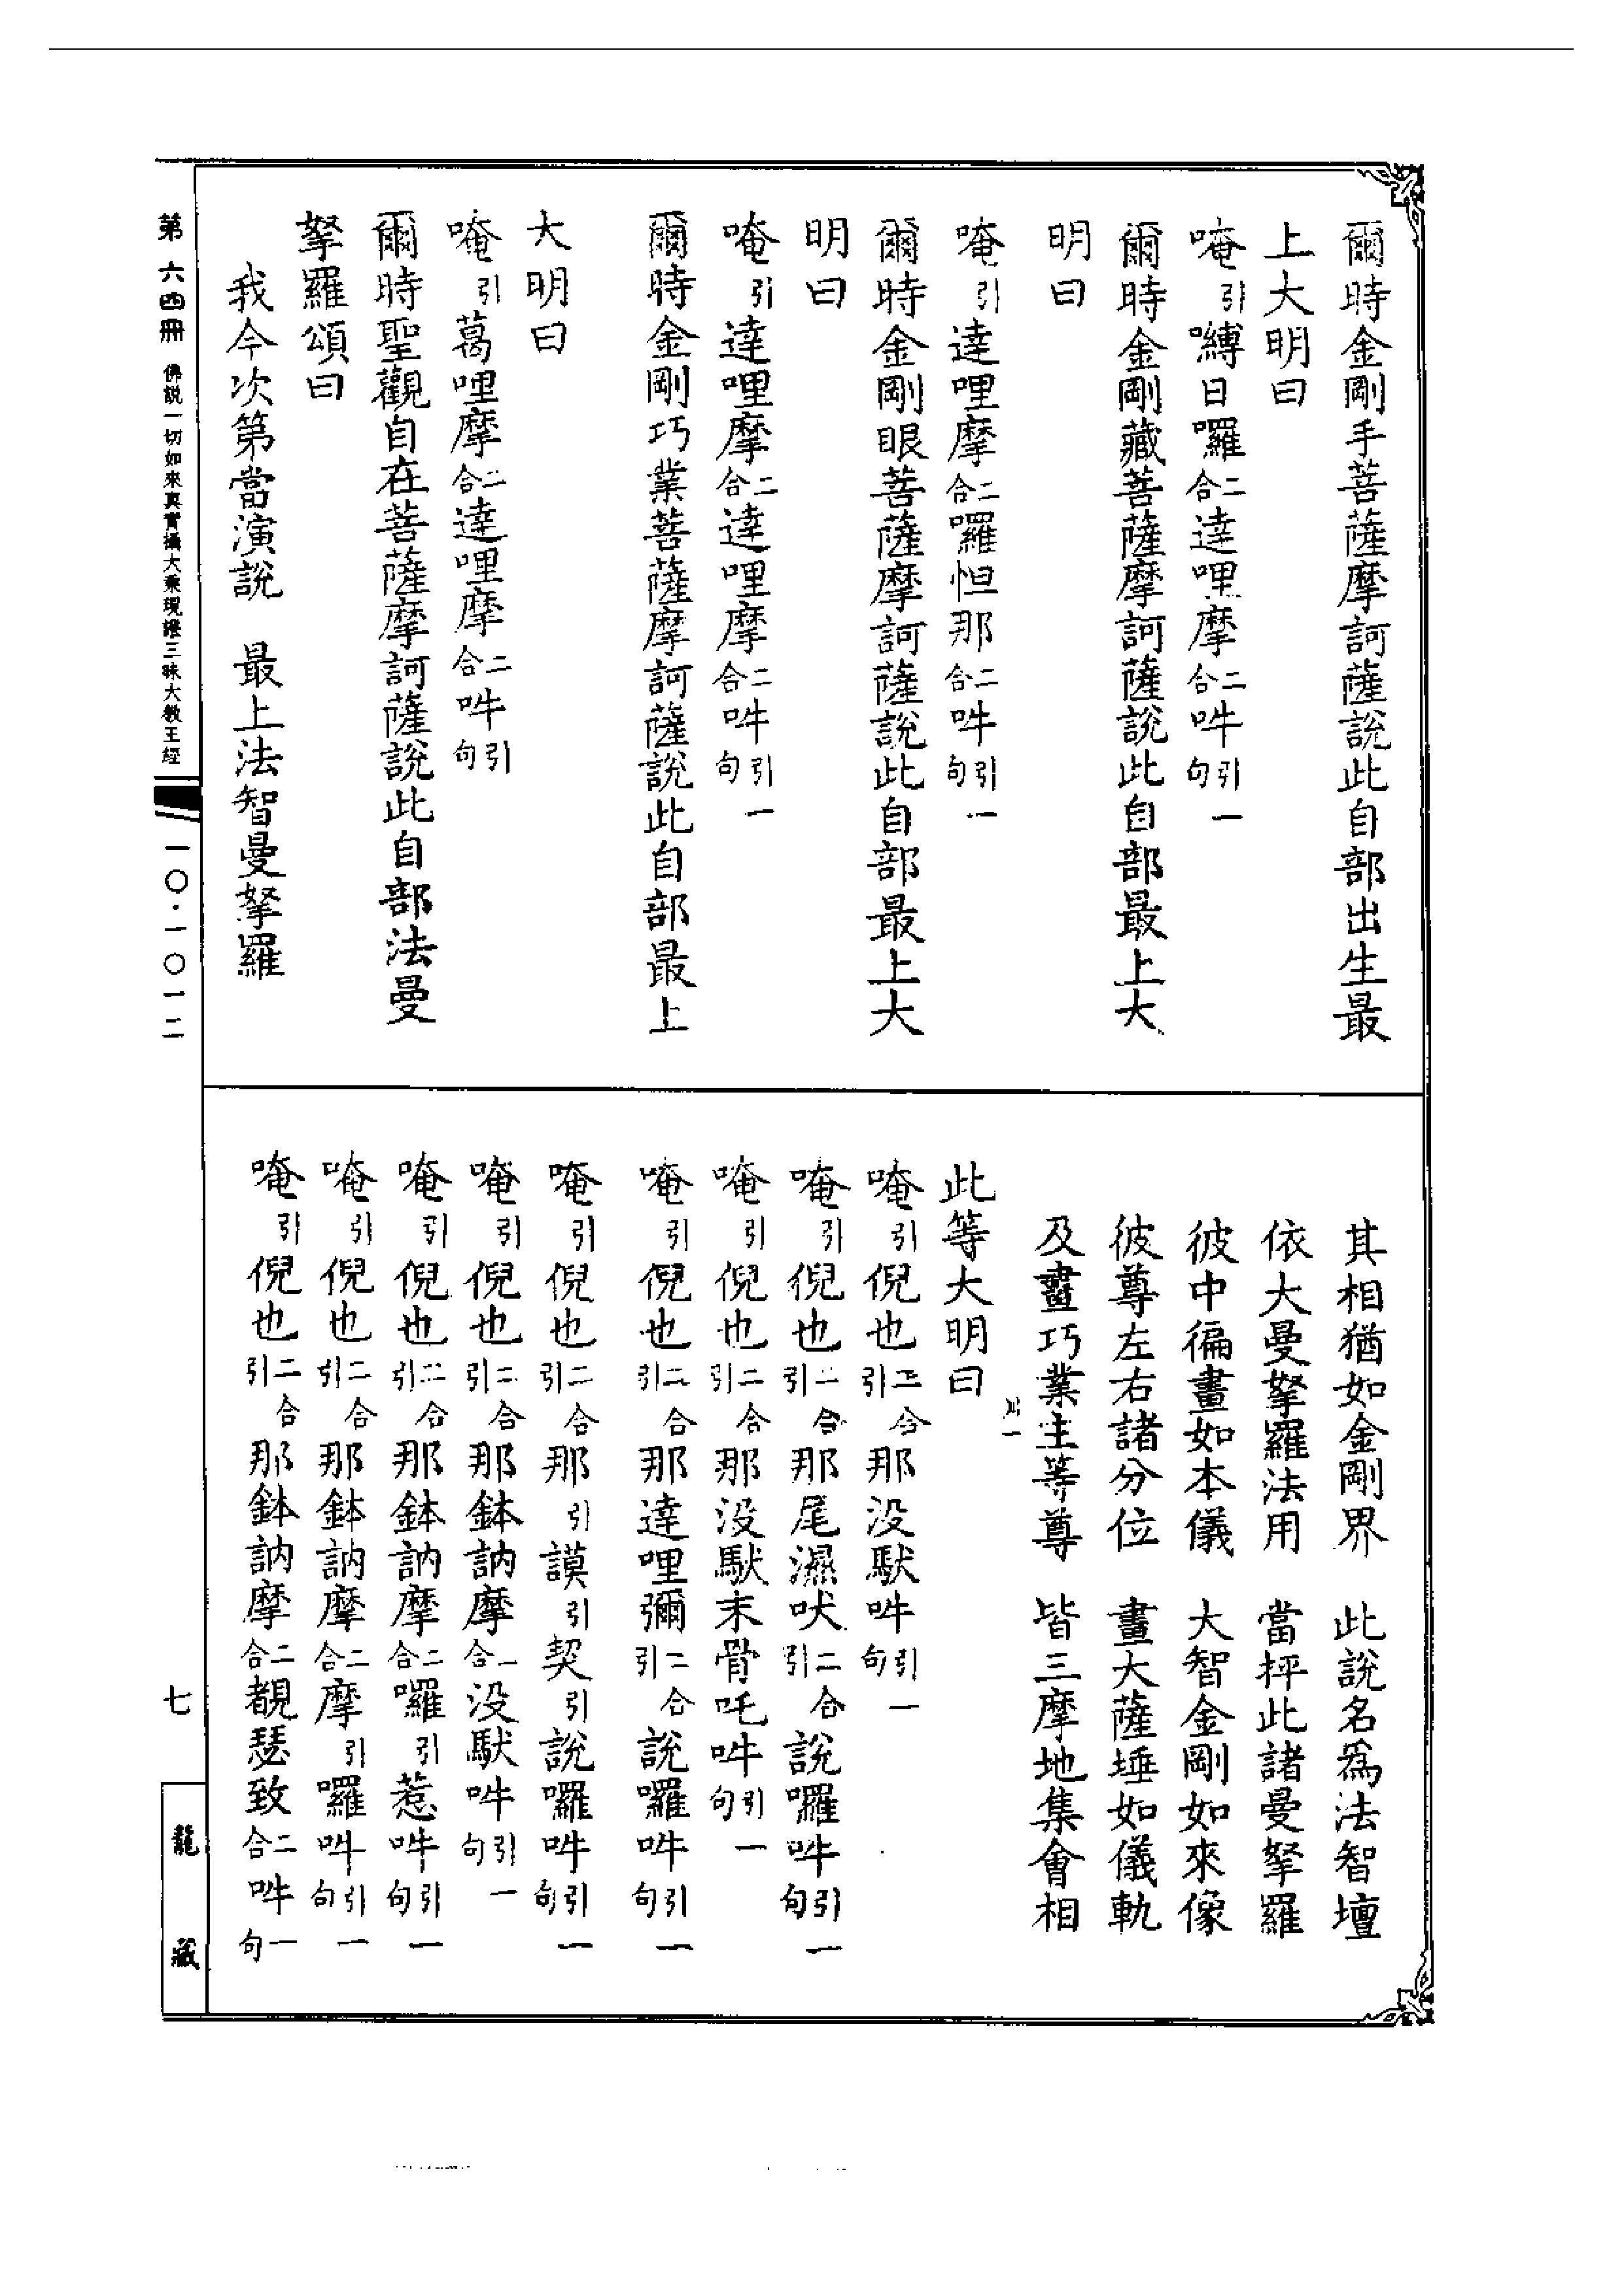 爾時金剛手菩薩摩訶薩說此自部出生最
上大明曰
唵引嚩日囉二合達哩摩二合吽引一句
爾時金剛藏菩薩摩訶薩說此自部最上大
明曰
唵引達哩摩二合囉怛那二合吽引一句
爾時金剛眼菩薩摩訶薩說此自部最上大
明曰
唵引達哩摩二合達哩摩二合吽引一句
爾時金剛巧業菩薩摩訶薩說此自部最上
大明曰
唵引葛哩摩二合達哩摩二合吽引句
爾時聖觀自在菩薩摩訶薩說此自部法曼
拏羅頌曰
我今次第當演說　最上法智曼拏羅
其相猶如金剛界　此說名為法智壇
依大曼拏羅法用　當抨此諸曼拏羅
彼中徧畫如本儀　大智金剛如來像
彼尊左右諸分位　畫大薩埵如儀軌
及畫巧業主等尊　皆三摩地集會相
此等大明曰
唵引倪也二合引那没馱吽引一句
唵引倪也二合引那尾濕吠二合引說囉吽引一句
唵引倪也二合引那没馱末骨吒吽引一句
唵引倪也二合引那達哩彌二合引說囉吽引一句
唵引倪也二合引那引謨引契引說囉吽引一句
唵引倪也二合引那鉢訥摩二合没馱吽引一句
唵引倪也二合引那鉢訥摩二合囉引惹吽引一句
唵引倪也二合引那鉢訥摩二合摩引囉吽引一句
唵引倪也二合引那鉢訥摩二合覩瑟致二合吽一句
第六四冊　佛說一切如來真實攝大乘現證三昧大教王經
一〇·一〇一二
七
龍藏